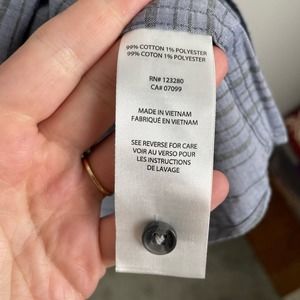 99% COTTON 1% POLYESTER
99% COTON 1% POLYESTER
RN# 123280
CA# 07099
MADE IN VIETNAM
FABRIQUÉ EN VIETNAM
SEE REVERSE FOR CARE
VOIR AU VERSO POUR
LES INSTRUCTIONS
DE LAVAGE